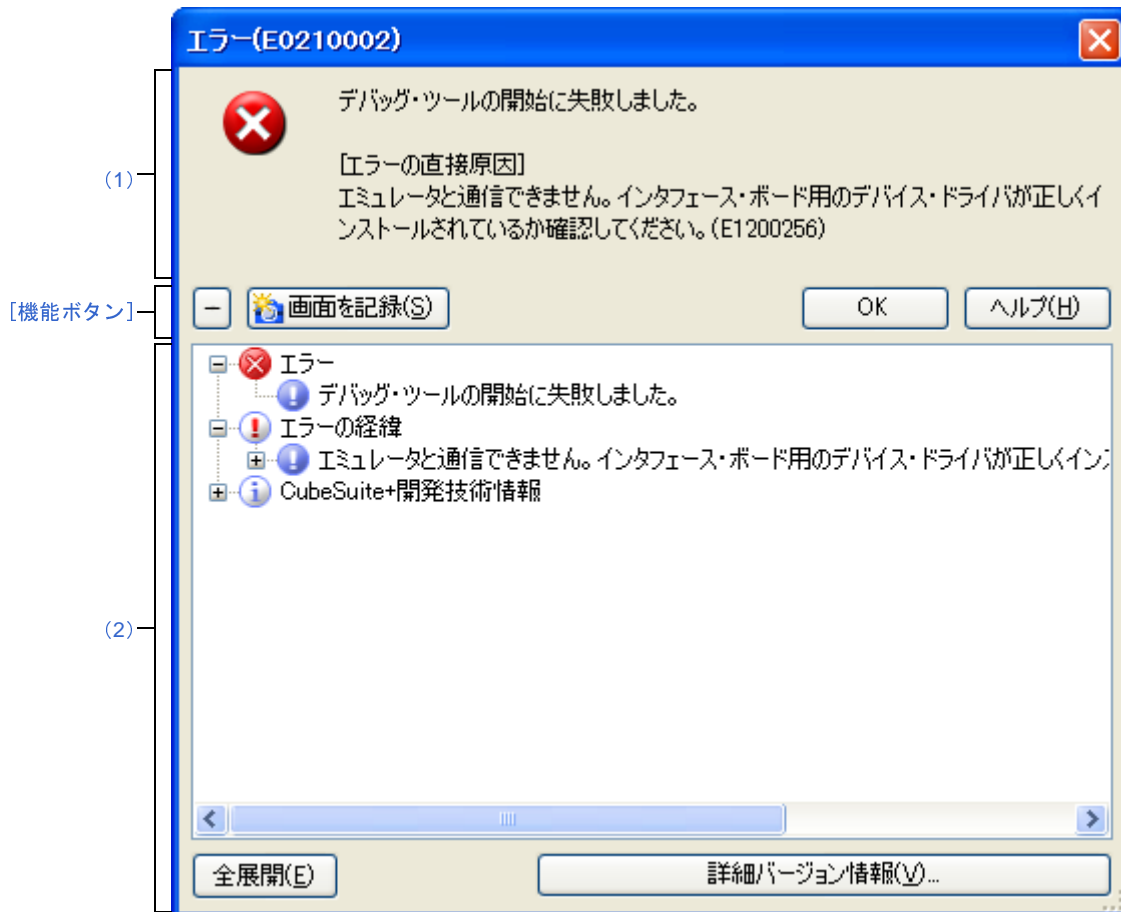 エラー(E0210002)
デバッグ・ツールの開始に失敗しました。
[エラーの直接原因]
エミュレータと通信できません。インタフェース・ボード用のデバイス・ドライバが正しくイ
ンストールされているか確認してください。(E1200256)
(1)
[機能ボタン]
画面を記録(S)
OK
ヘルプ(H)
エラー
デバッグ・ツールの開始に失敗しました。
エラーの経緯
エミュレータと通信できません。インタフェース・ボード用のデバイス・ドライバが正しくイン
CubeSuite+開発技術情報
(2)
全展開(E)
詳細バージョン情報(V)...